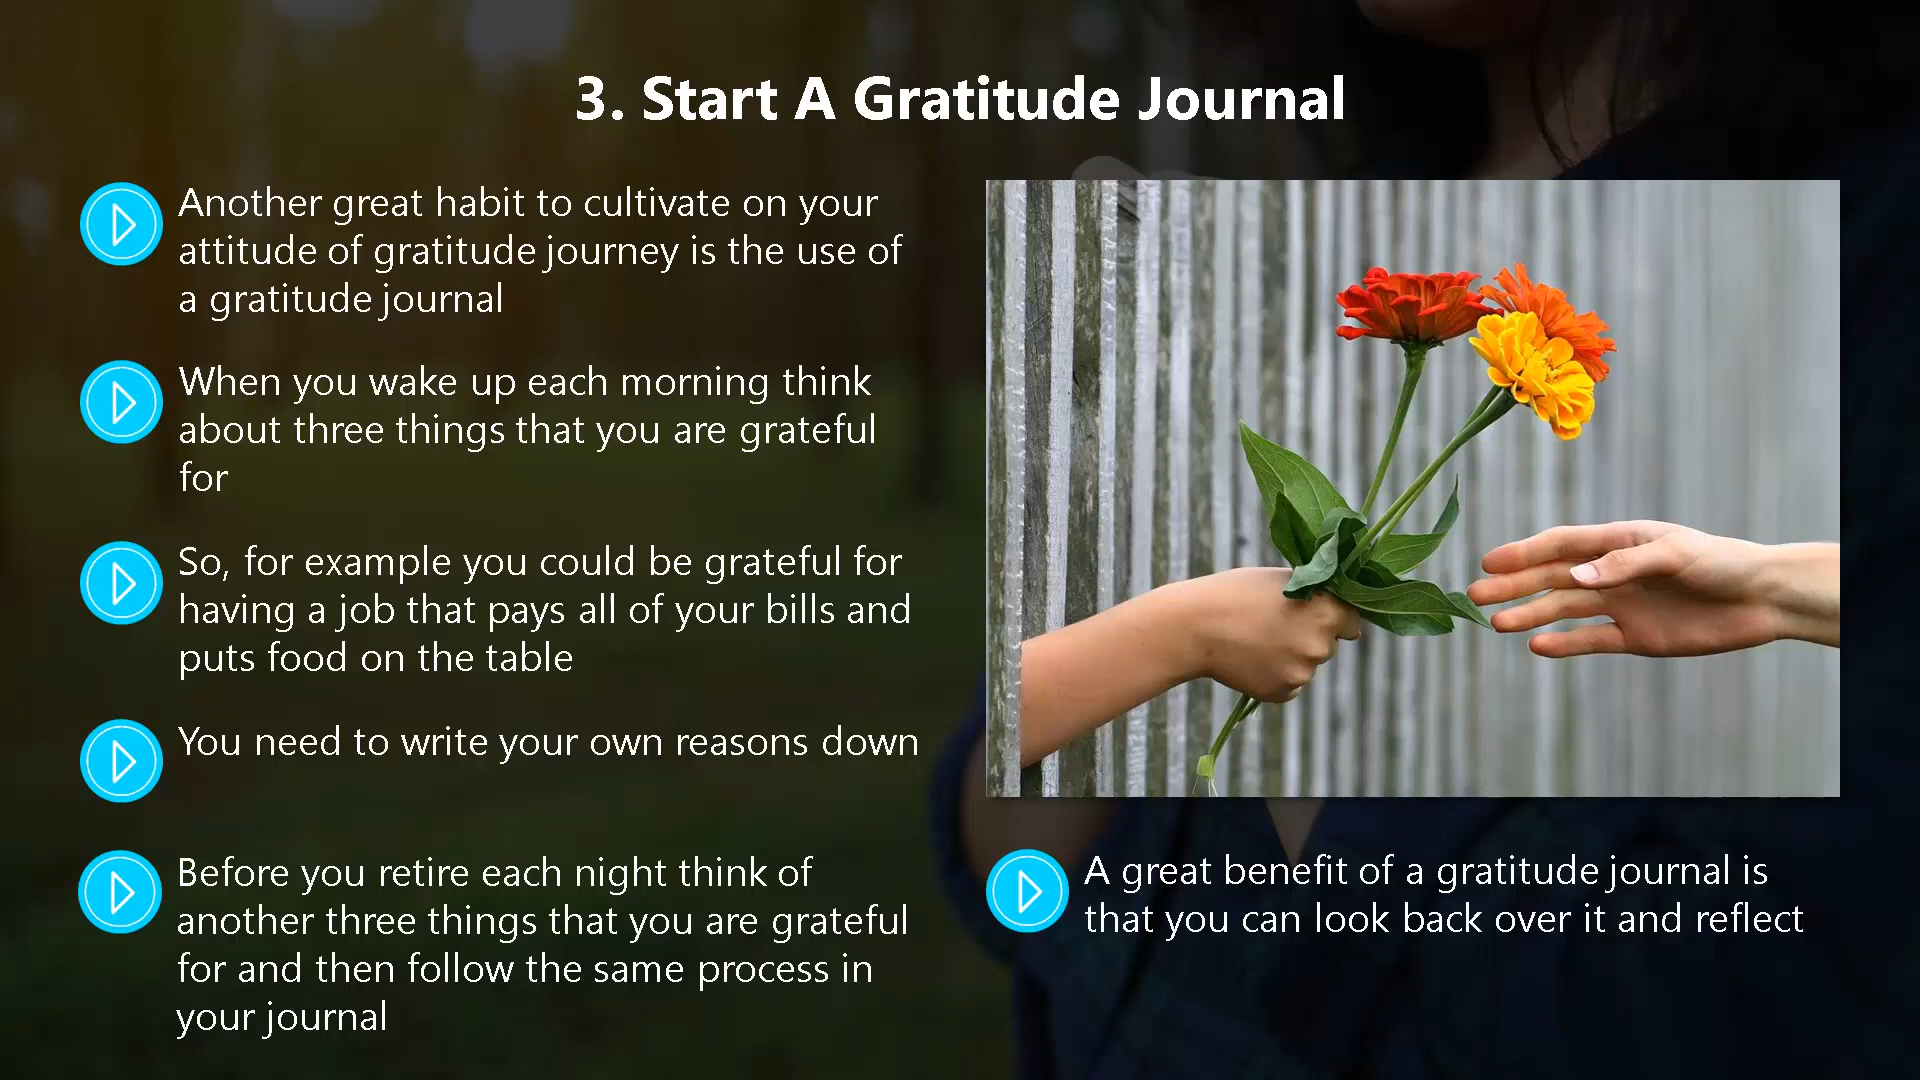 3. Start A Gratitude Journal
Another great habit to cultivate on your
attitude of gratitude journey is the use of
a gratitude journal
When you wake up each morning think
about three things that you are grateful
for
So, for example you could be grateful for
having a job that pays all of your bills and
puts food on the table
You need to write your own reasons down
Before you retire each night think of
another three things that you are grateful
for and then follow the same process in
your journal
A great benefit of a gratitude journal is
that you can look back over it and reflect